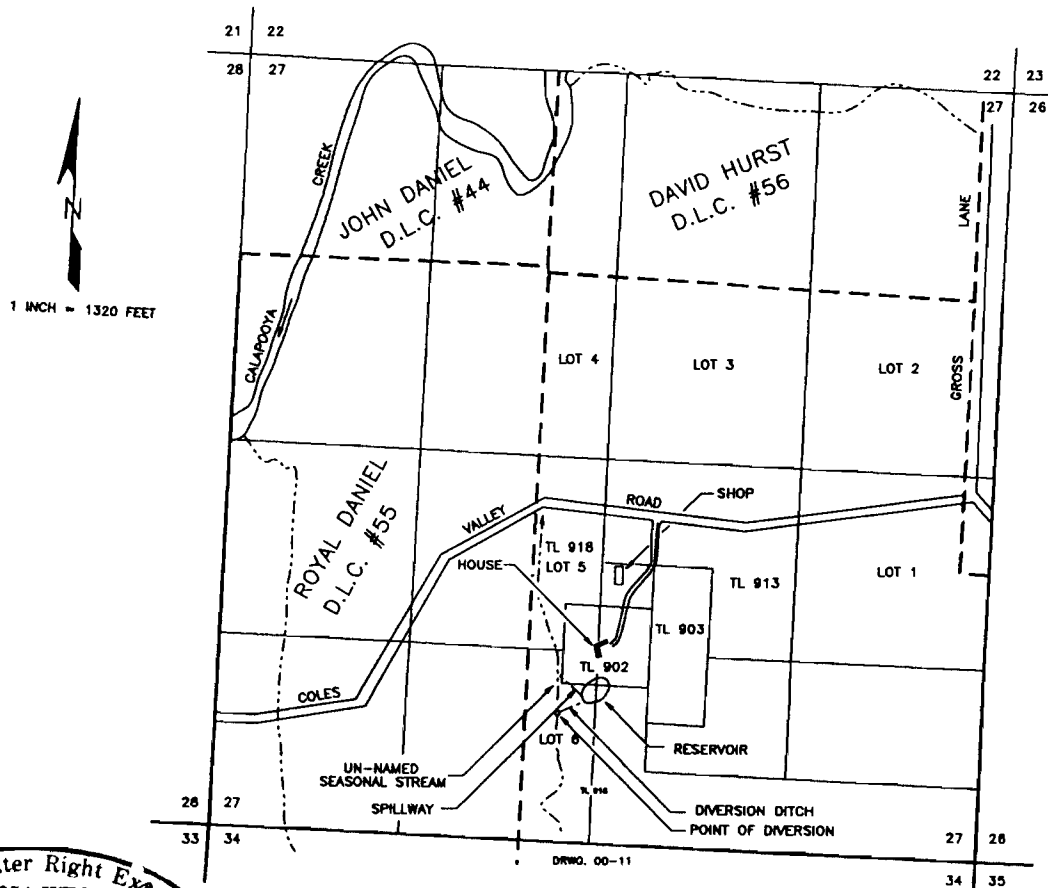 21 22
28 27
22 23
27 26
N
1 INCH = 1320 FEET
CREEK
JOHN DANIEL
D.L.C. #44
DAVID HURST
D.L.C. #56
LANE
CALAPOOYA
LOT 4
LOT 3
LOT 2
GROSS
ROYAL DANIEL
D.L.C. #55
VALLEY
ROAD
SHOP
HOUSE
TL 918
LOT 5
TL 913
LOT 1
TL 903
TL 902
COLES
LOT 6
RESERVOIR
UN-NAMED
SEASONAL STREAM
SPILLWAY
DIVERSION DITCH
POINT OF DIVERSION
28 27
33 34
27 26
34 35
DRWG. 00-11
Right